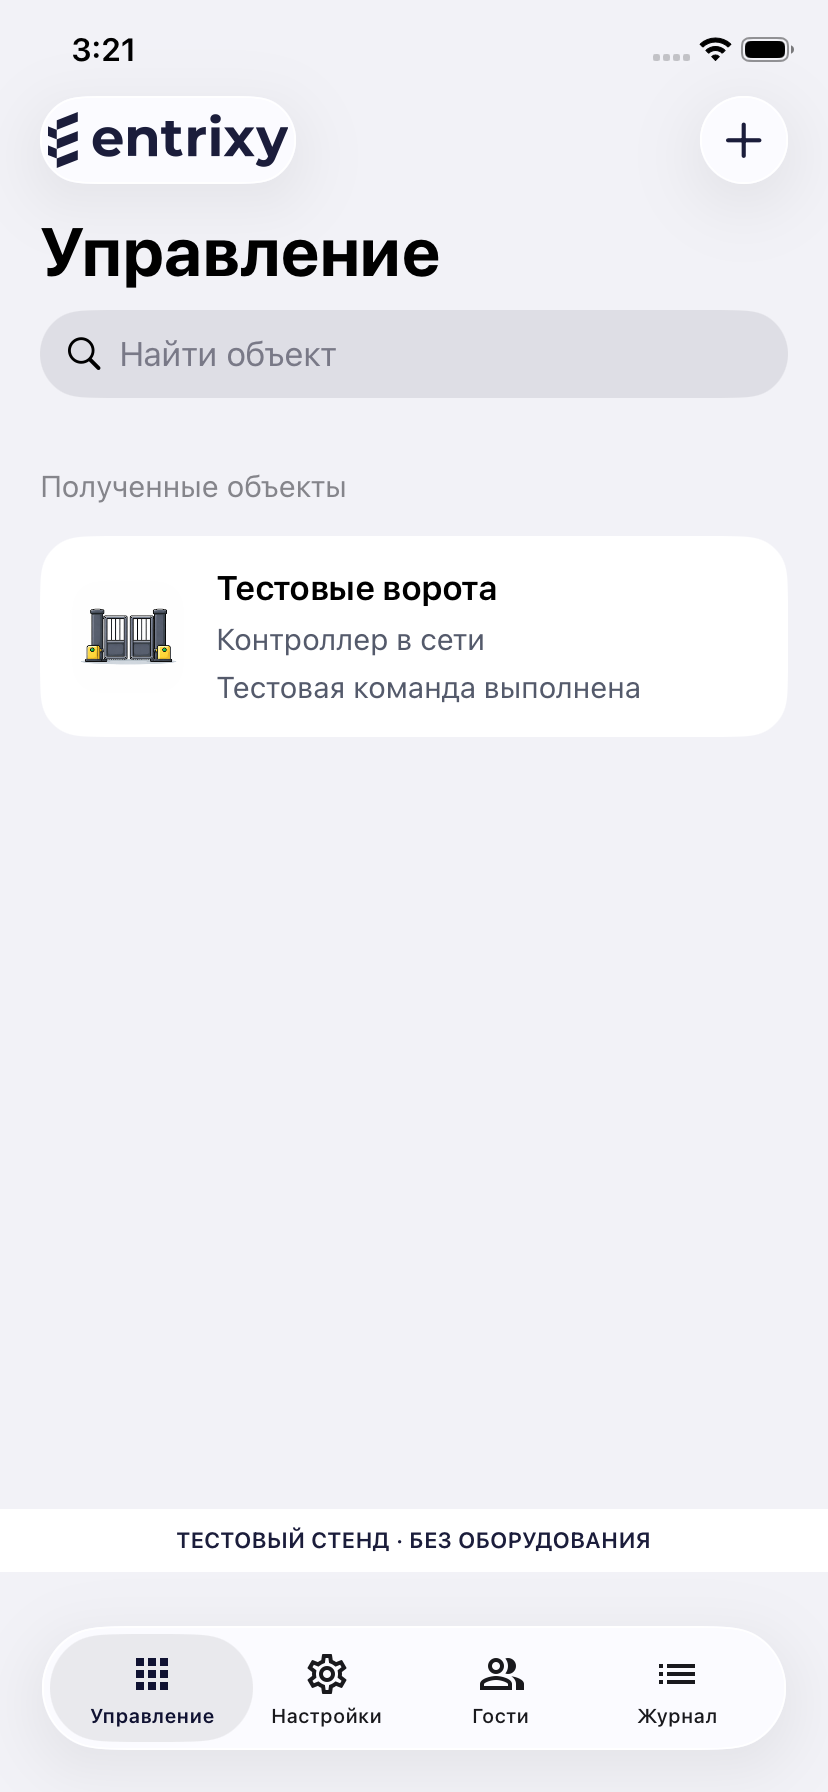 3:21
entrixy
Управление
Найти объект
Полученные объекты
Тестовые ворота
Контроллер в сети
Тестовая команда выполнена
ТЕСТОВЫЙ СТЕНД · БЕЗ ОБОРУДОВАНИЯ
Управление
Настройки
Гости
Журнал